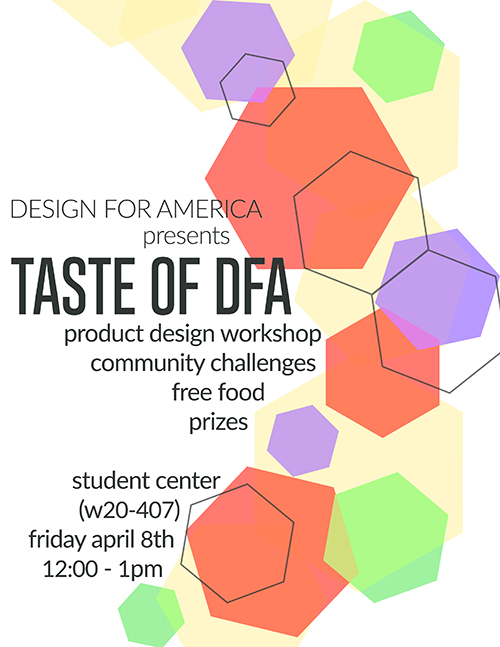 DESIGN FOR AMERICA
presents
TASTE OF DFA
product design workshop
community challenges
free food
prizes
student center
(w20-407)
friday april 8th
12:00 - 1pm